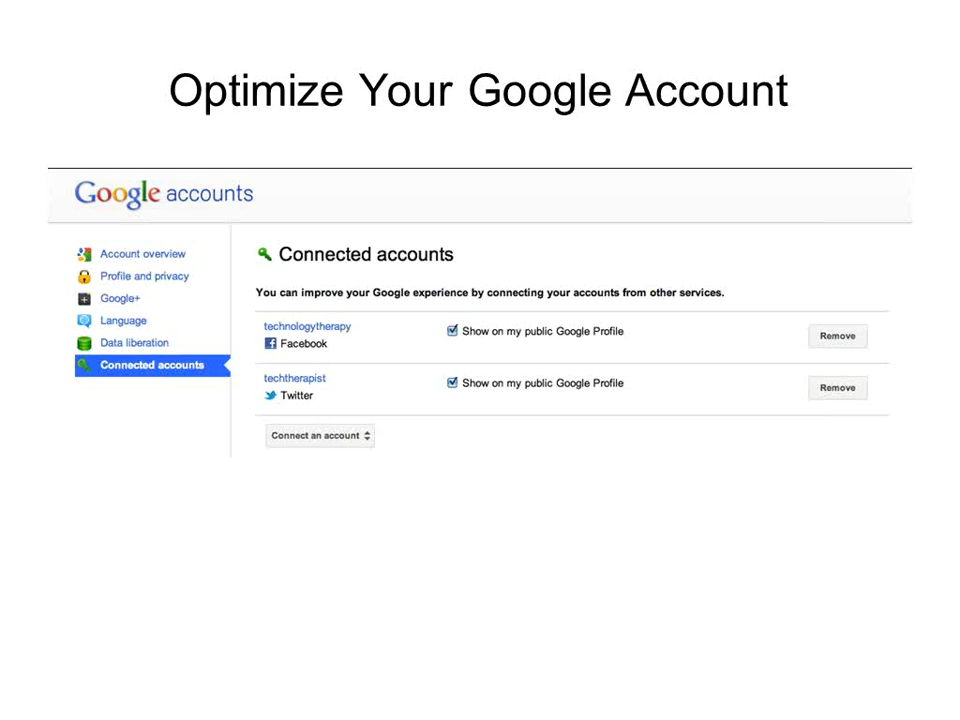 Optimize Your Google Account
Google accounts
Account overview
Profile and privacy
Google+
Language
Data liberation
Connected accounts
Connected accounts
You can improve your Google experience by connecting your accounts from other services.
technologytherapy
Facebook
Show on my public Google Profile
Remove
techtherapist
Twitter
Show on my public Google Profile
Remove
Connect an account